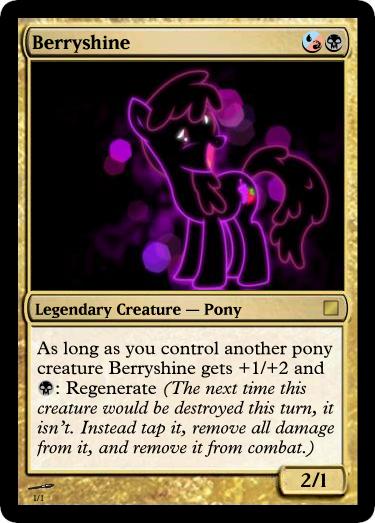 Berryshine
Legendary Creature — Pony
As long as you control another pony
creature Berryshine gets +1/+2 and
: Regenerate (The next time this
creature would be destroyed this turn, it
isn't. Instead tap it, remove all damage
from it, and remove it from combat.)
2/1
1/1